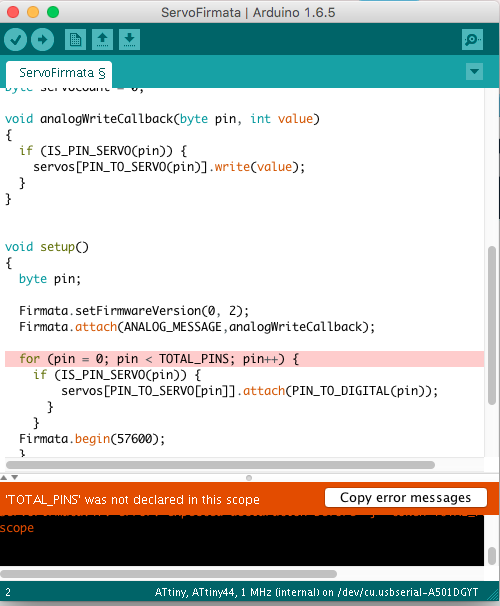 ServoFirmata | Arduino 1.6.5
ServoFirmata §
byte servoCount = 0;
void analogWriteCallback(byte pin, int value)
{
if (IS_PIN_SERVO(pin)) {
servos[PIN_TO_SERVO(pin)].write(value);
}
}
void setup()
{
byte pin;
Firmata.setFirmwareVersion(0, 2);
Firmata.attach(ANALOG_MESSAGE,analogWriteCallback);
for (pin = 0; pin < TOTAL_PINS; pin++) {
if (IS_PIN_SERVO(pin)) {
servos[PIN_TO_SERVO[pin]].attach(PIN_TO_DIGITAL(pin));
}
}
Firmata.begin(57600);
}
'TOTAL_PINS' was not declared in this scope
Copy error messages
scope
2
ATtiny, ATtiny44, 1 MHz (internal) on /dev/cu.usbserial-A501DGYT